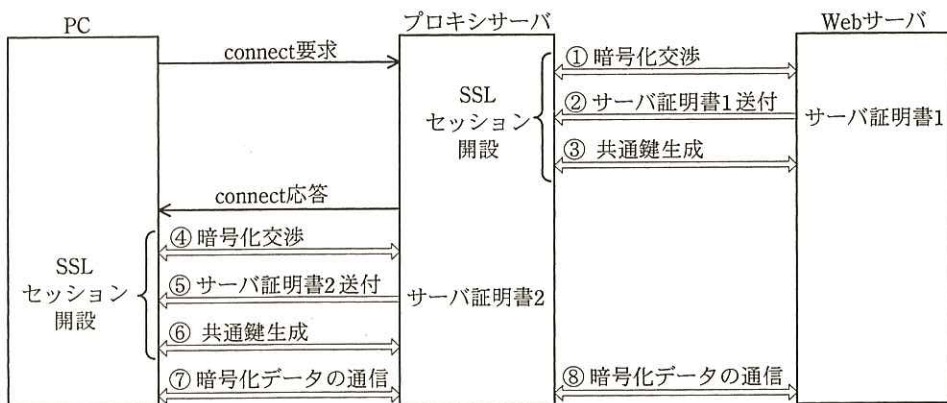 PC
プロキシサーバ
Webサーバ
connect要求
① 暗号化交渉
SSL
セッション
開設
② サーバ証明書1送付
サーバ証明書1
③ 共通鍵生成
connect応答
④ 暗号化交渉
SSL
セッション
開設
⑤ サーバ証明書2送付
サーバ証明書2
⑥ 共通鍵生成
⑦ 暗号化データの通信
⑧ 暗号化データの通信